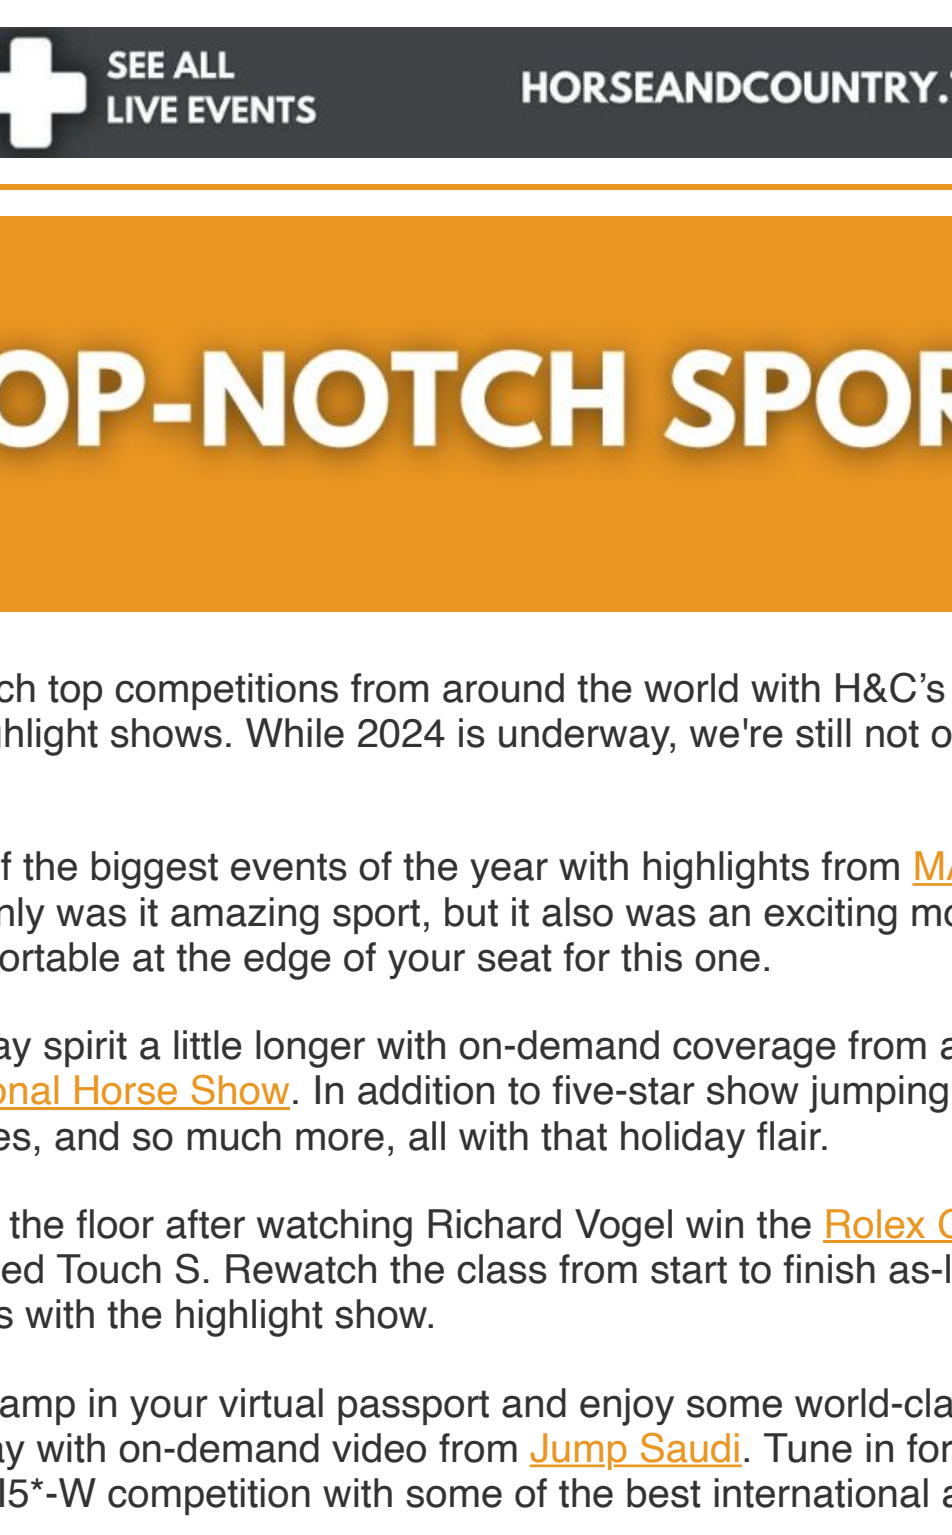 SEE ALL
LIVE EVENTS
HORSEANDCOUNTRY.
OP-NOTCH SPOR
ch top competitions from around the world with H&C’s
hlight shows. While 2024 is underway, we're still not o
f the biggest events of the year with highlights from MA
nly was it amazing sport, but it also was an exciting mo
ortable at the edge of your seat for this one.
ay spirit a little longer with on-demand coverage from a
onal Horse Show. In addition to five-star show jumping
es, and so much more, all with that holiday flair.
the floor after watching Richard Vogel win the Rolex
ed Touch S. Rewatch the class from start to finish as-l
s with the highlight show.
amp in your virtual passport and enjoy some world-cla
ay with on-demand video from Jump Saudi. Tune in for
I5*-W competition with some of the best international a